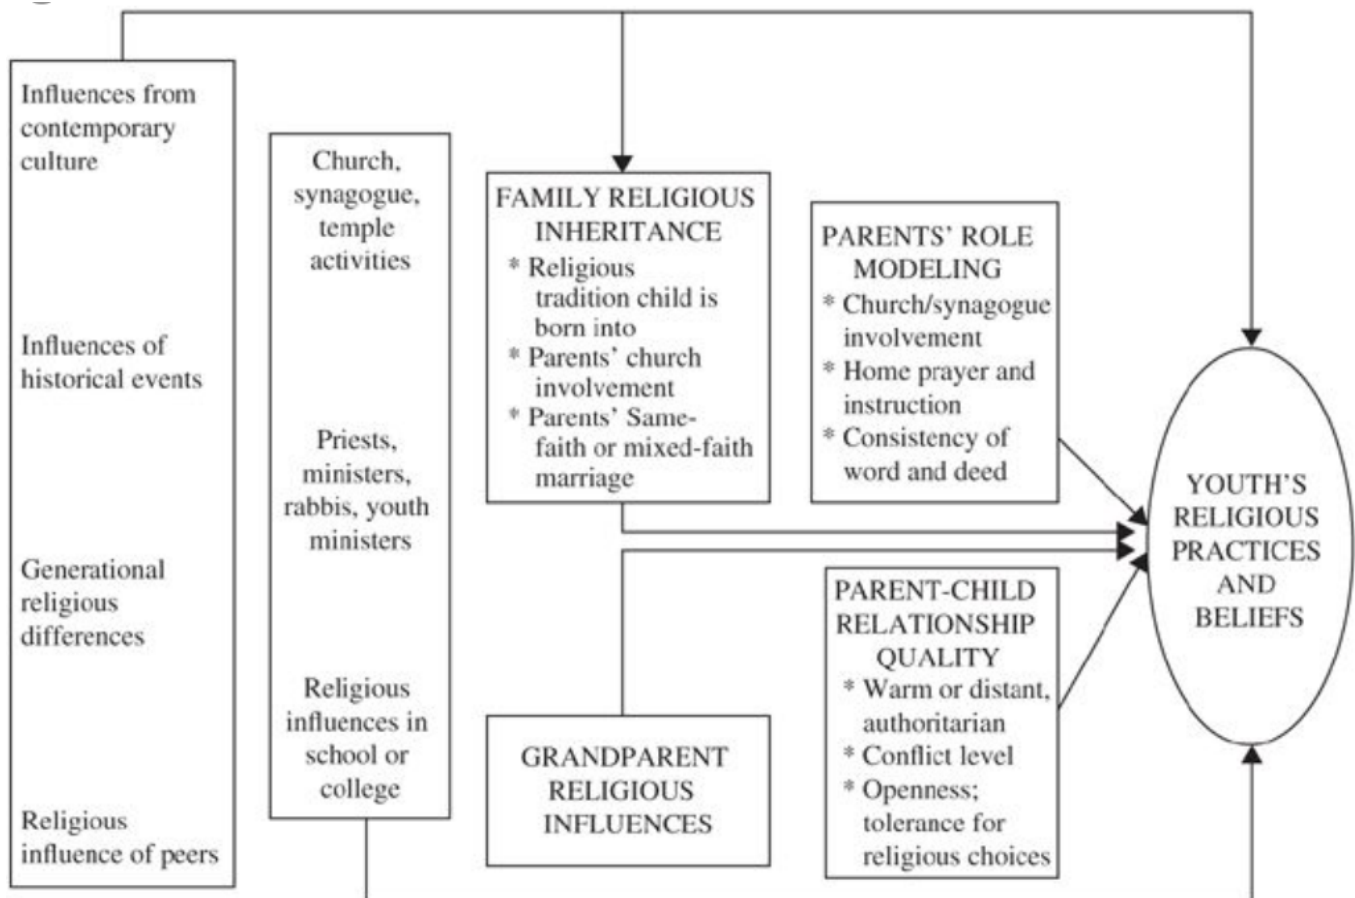 Influences from
contemporary
culture
Influences of
historical events
Generational
religious
differences
Religious
influence of peers
Church,
synagogue,
temple
activities
Priests,
ministers,
rabbis, youth
ministers
Religious
influences in
school or
college
FAMILY RELIGIOUS
INHERITANCE
* Religious
tradition child is
born into
* Parents’ church
involvement
* Parents’ Same-
faith or mixed-faith
marriage
GRANDPARENT
RELIGIOUS
INFLUENCES
PARENTS’ ROLE
MODELING
* Church/synagogue
involvement
* Home prayer and
instruction
* Consistency of
word and deed
PARENT-CHILD
RELATIONSHIP
QUALITY
* Warm or distant,
authoritarian
* Conflict level
* Openness;
tolerance for
religious choices
YOUTH’S
RELIGIOUS
PRACTICES
AND
BELIEFS